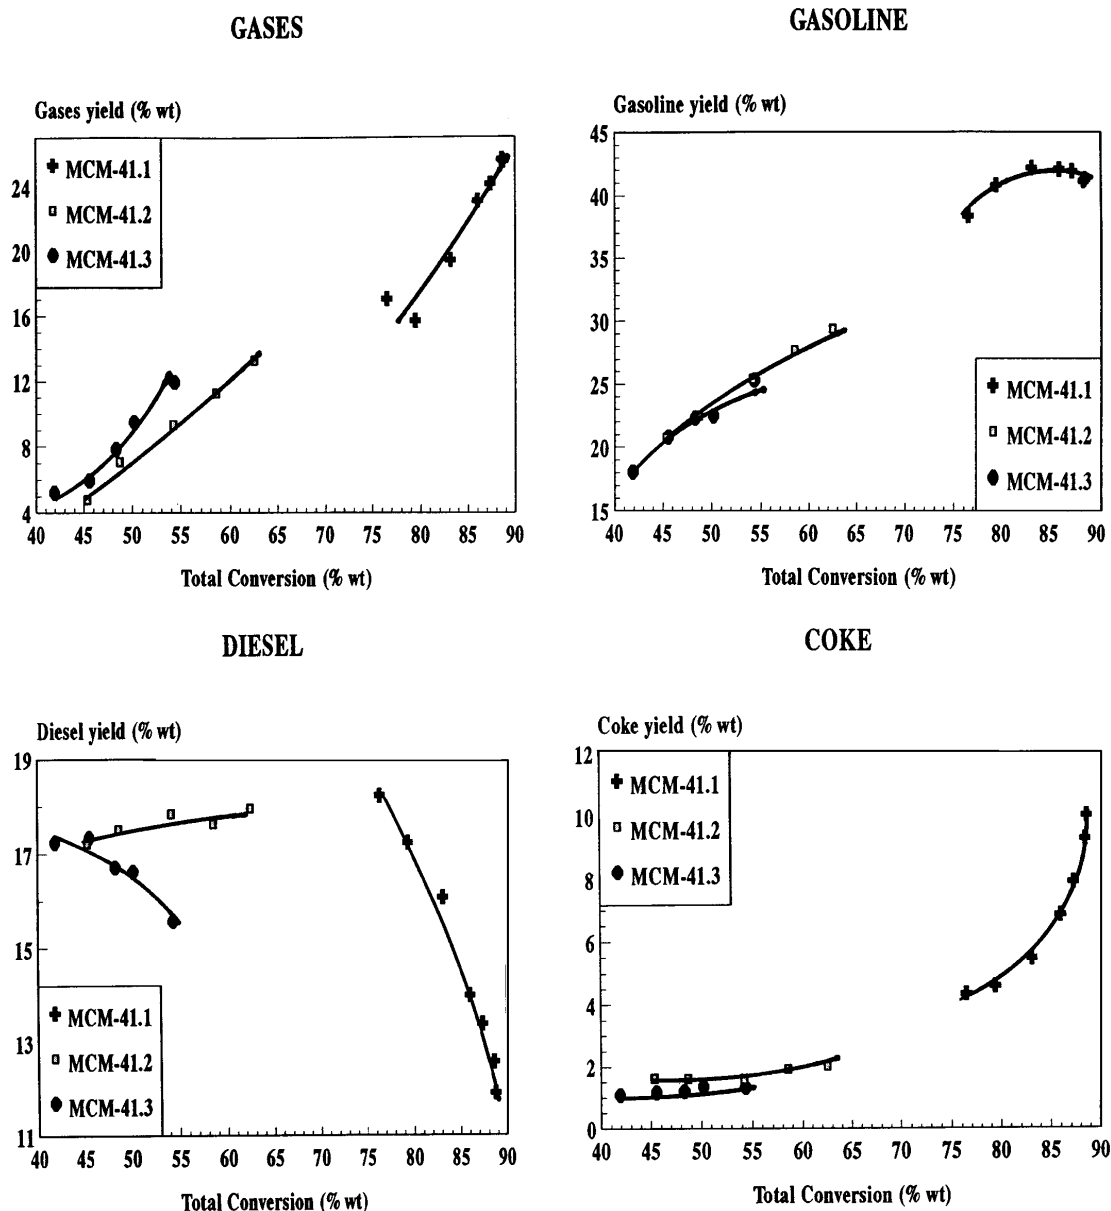 GASES
Gases yield (% wt)
MCM-41.1
MCM-41.2
MCM-41.3
24
20
16
12
8
4
40 45 50 55 60 65 70 75 80 85 90
Total Conversion (% wt)
GASOLINE
Gasoline yield (% wt)
45
40
35
30
25
20
15
MCM-41.1
MCM-41.2
MCM-41.3
40 45 50 55 60 65 70 75 80 85 90
Total Conversion (% wt)
DIESEL
Diesel yield (% wt)
19
17
15
13
11
MCM-41.1
MCM-41.2
MCM-41.3
40 45 50 55 60 65 70 75 80 85 90
Total Conversion (% wt)
COKE
Coke yield (% wt)
12
10
8
6
4
2
0
MCM-41.1
MCM-41.2
MCM-41.3
40 45 50 55 60 65 70 75 80 85 90
Total Conversion (% wt)